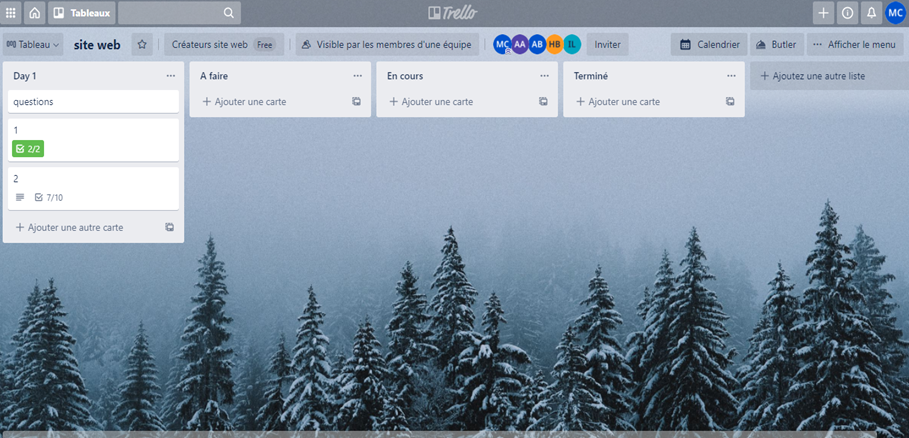 Tableaux
Trello
MC
Tableau
site web
Créateurs site web Free
Visible par les membres d'une équipe
MC AA AB HB IL
Inviter
Calendrier
Butler
Afficher le menu
Day 1
questions
1
2/2
2
7/10
Ajouter une autre carte
A faire
Ajouter une carte
En cours
Ajouter une carte
Terminé
Ajouter une carte
Ajoutez une autre liste